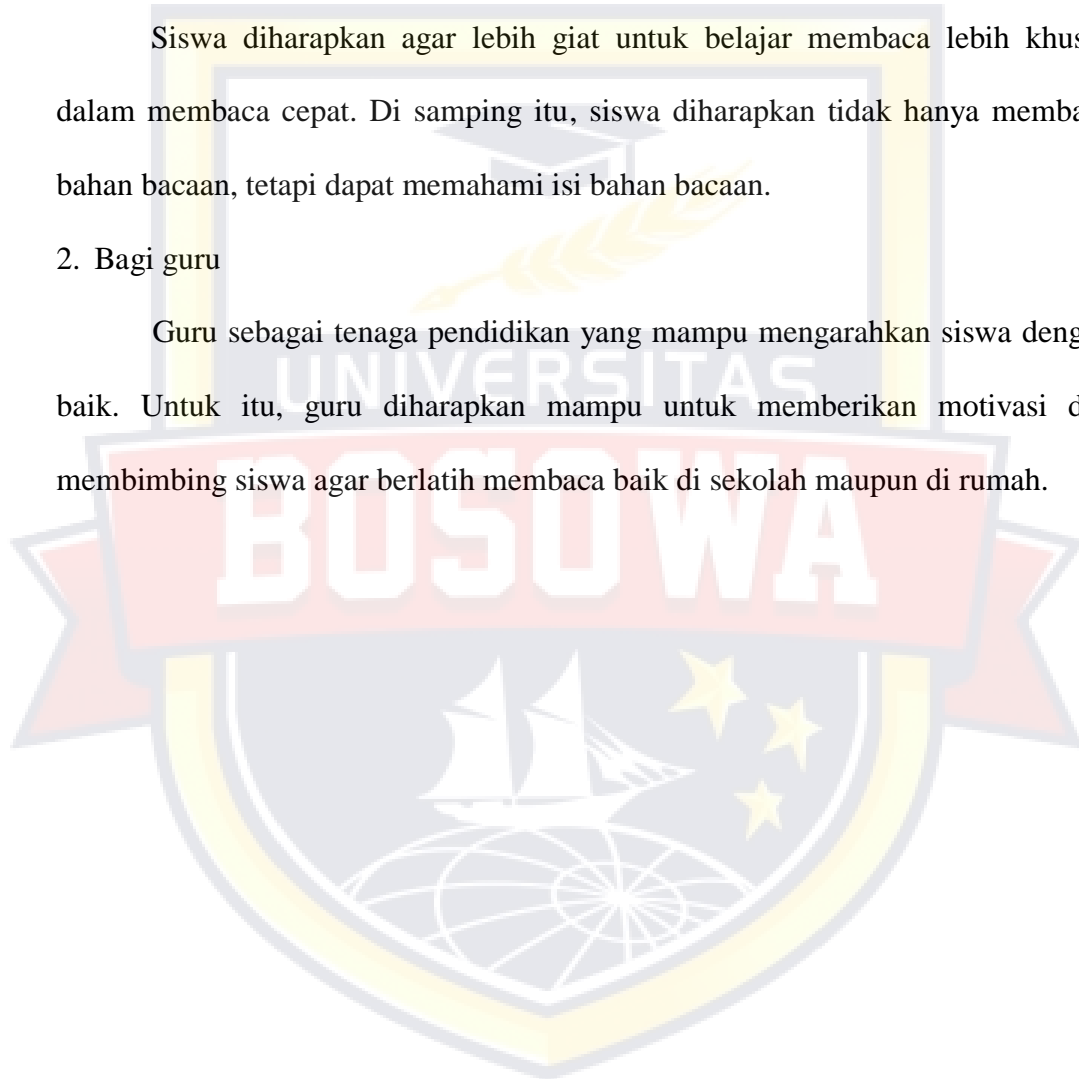 Siswa diharapkan agar lebih giat untuk belajar membaca lebih khus
dalam membaca cepat. Di samping itu, siswa diharapkan tidak hanya memba
bahan bacaan, tetapi dapat memahami isi bahan bacaan.
2. Bagi guru
Guru sebagai tenaga pendidikan yang mampu mengarahkan siswa deng
UNIVERSITAS
baik. Untuk itu, guru diharapkan mampu untuk memberikan motivasi d
membimbing siswa agar berlatih membaca baik di sekolah maupun di rumah.
BOSOWA